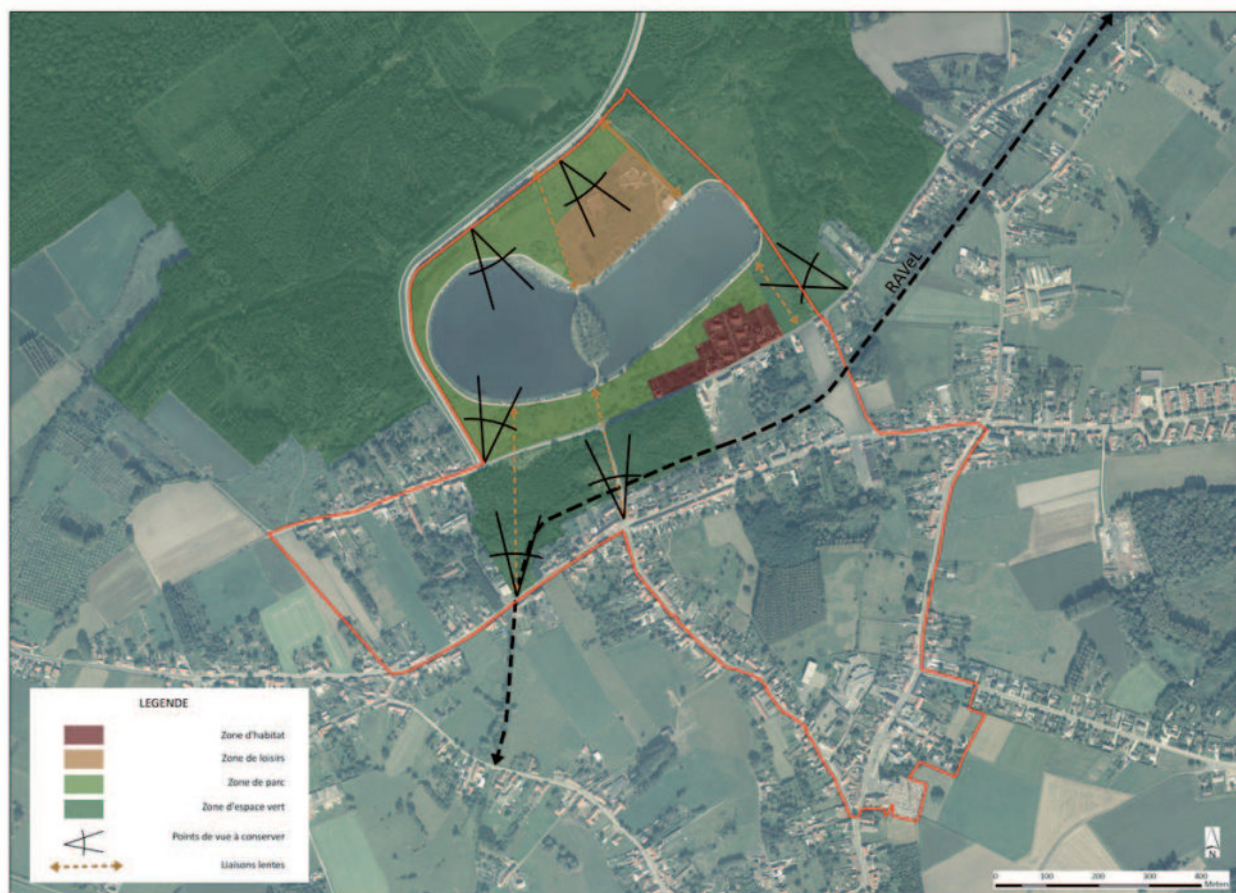 RAVeL
LEGENDE
Zone d'habitat
Zone de loisirs
Zone de parc
Zone d'espace vert
Points de vue à conserver
Liaisons lentes
N
0 100 200 300 400
Meters